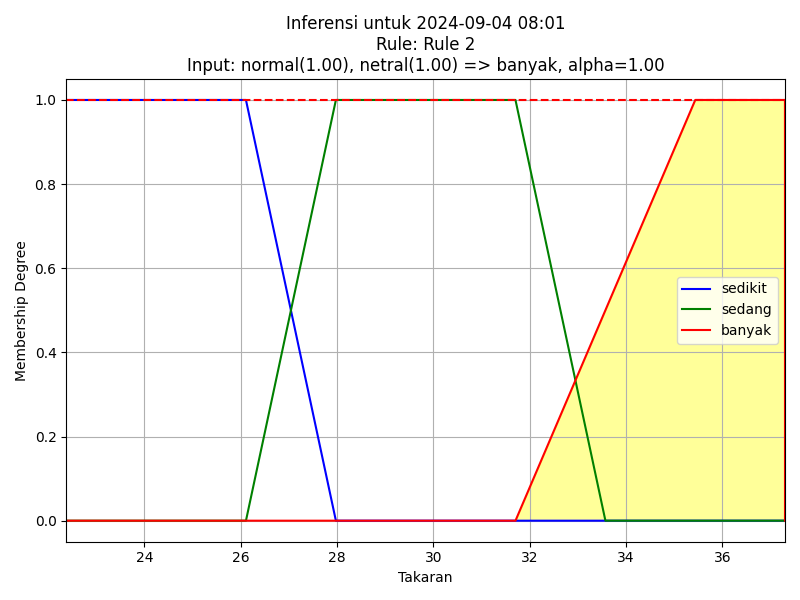 Inferensi untuk 2024-09-04 08:01
Rule: Rule 2
Input: normal(1.00), netral(1.00) => banyak, alpha=1.00
1.0
0.8
0.6
0.4
0.2
0.0
Membership Degree
sedikit
sedang
banyak
24 26 28 30 32 34 36
Takaran